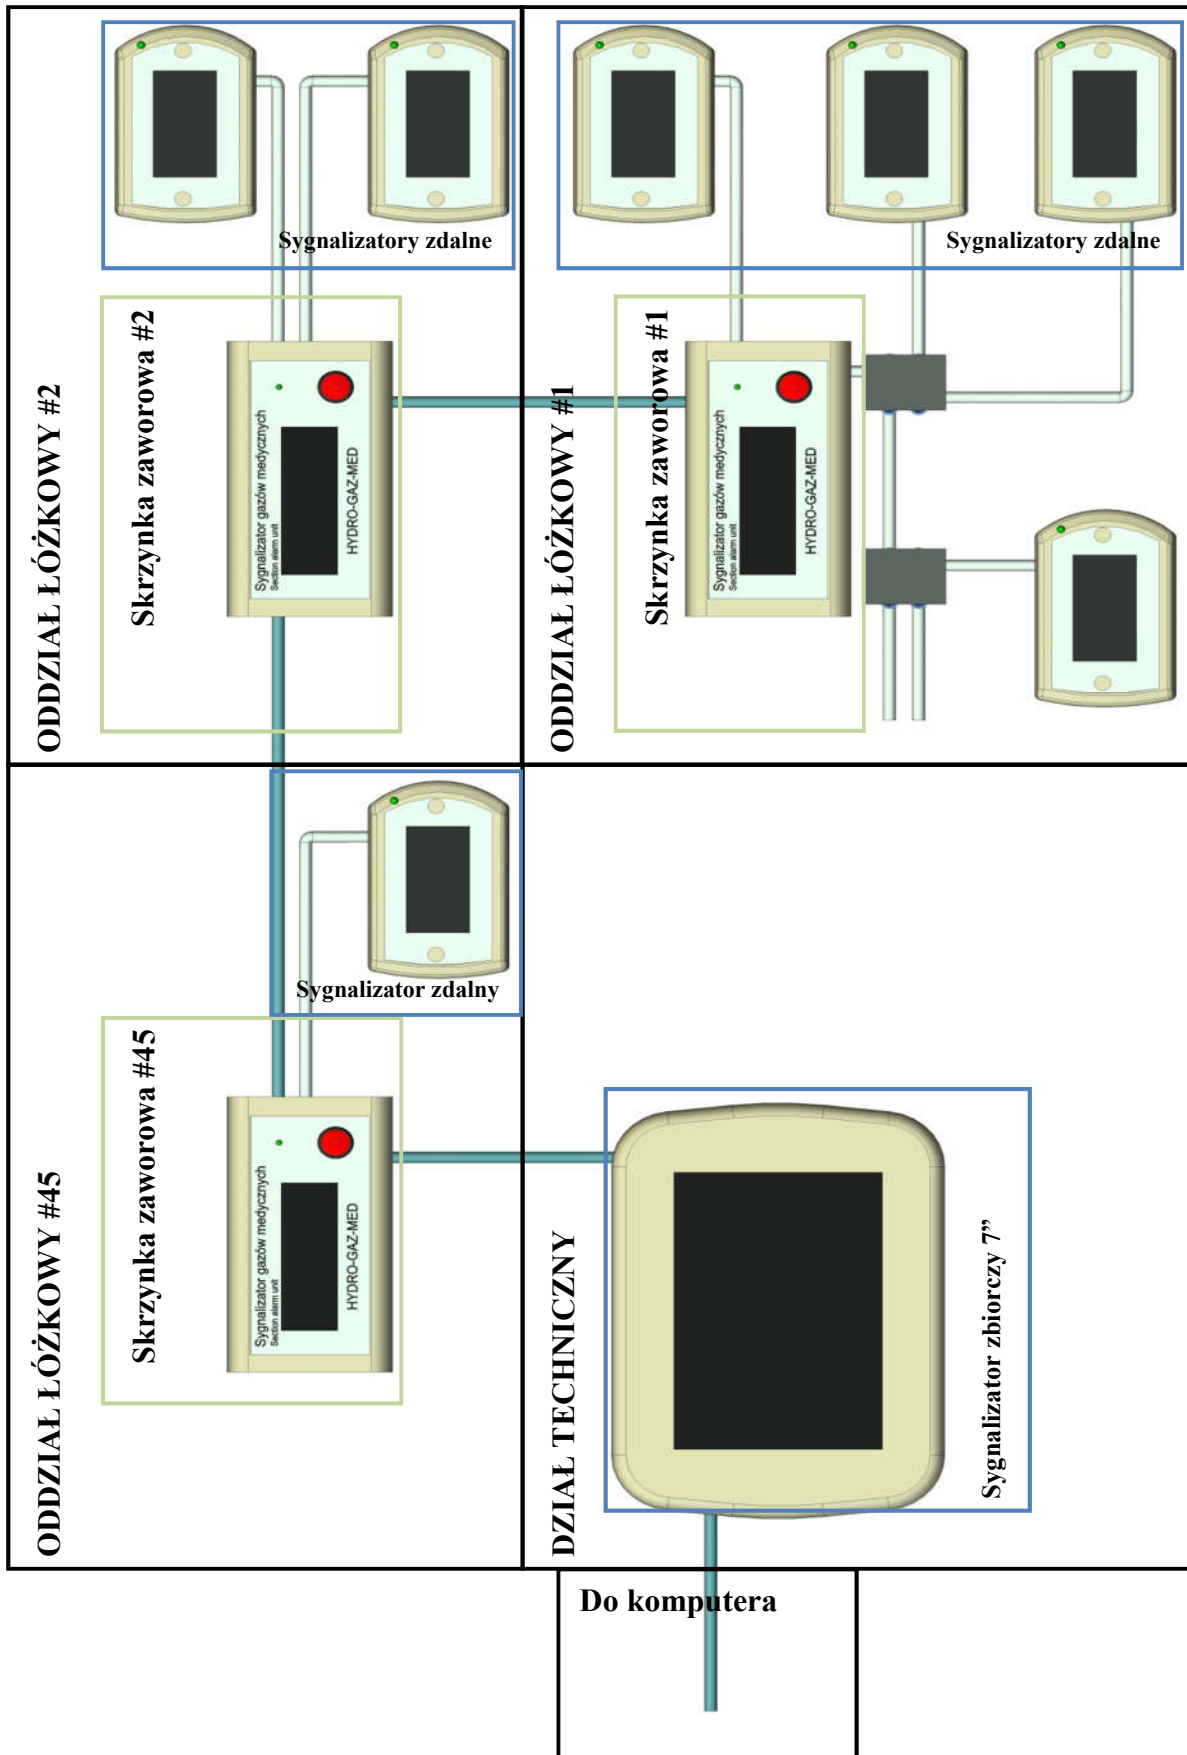 ODDZIAŁ ŁÓŻKOWY #2
Sygnalizatory zdalne
Skrzynka zaworowa #2
Sygnalizator gazów medycznych
Section alarm unit
HYDRO-GAZ-MED
ODDZIAŁ ŁÓŻKOWY #1
Sygnalizatory zdalne
Skrzynka zaworowa #1
Sygnalizator gazów medycznych
Section alarm unit
HYDRO-GAZ-MED
ODDZIAŁ ŁÓŻKOWY #45
Sygnalizator zdalny
Skrzynka zaworowa #45
Sygnalizator gazów medycznych
Section alarm unit
HYDRO-GAZ-MED
DZIAŁ TECHNICZNY
Sygnalizator zbiorczy 7”
Do komputera